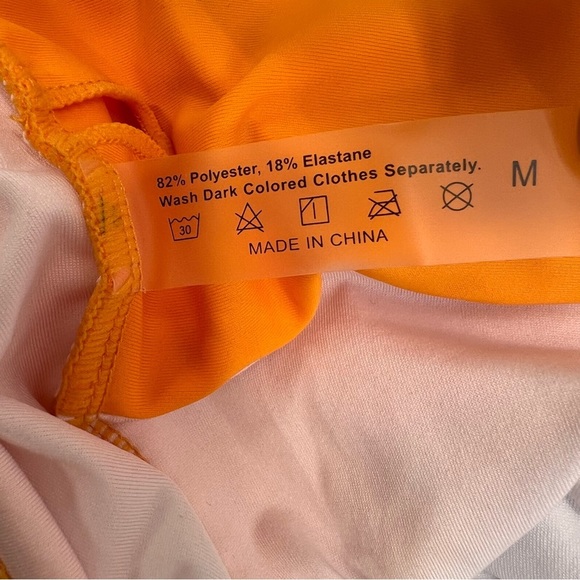 82% Polyester, 18% Elastane
Wash Dark Colored Clothes Separately.
M
30
MADE IN CHINA